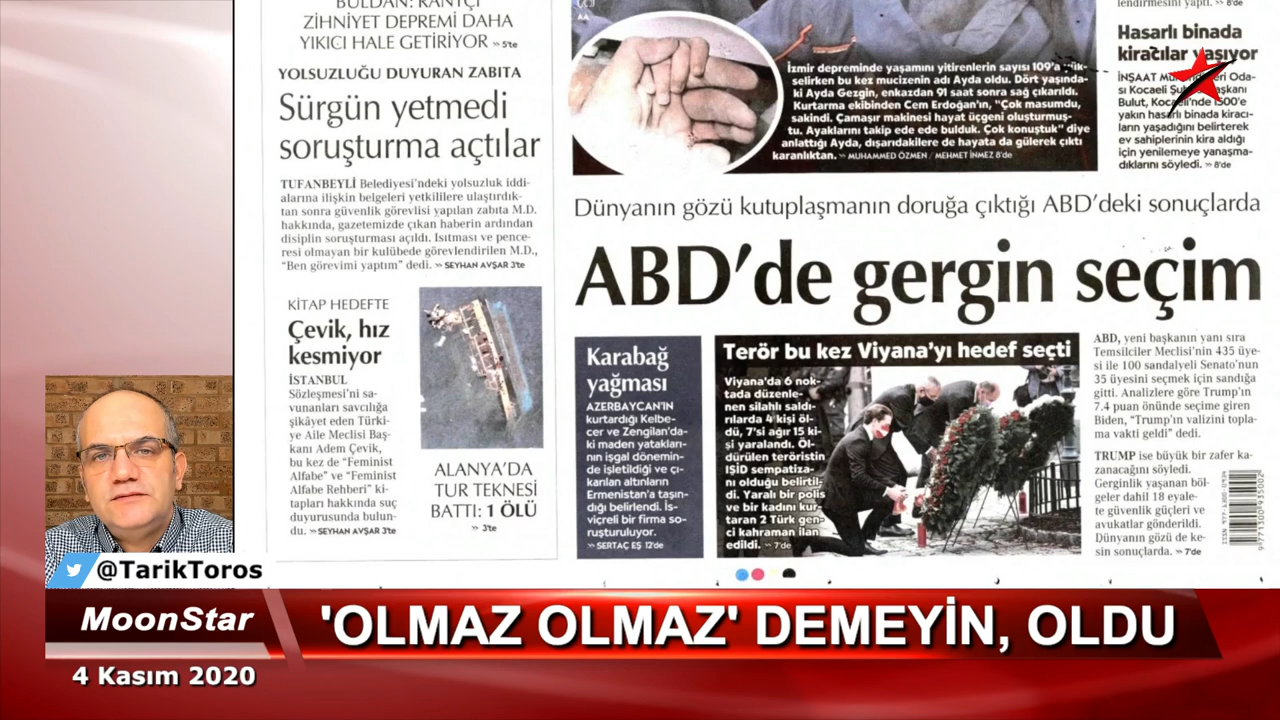 BULDAN: RANTÇI
ZİHNİYET DEPREMİ DAHA
YIKICI HALE GETİRİYOR >> 5'te
YOLSUZLUĞU DUYURAN ZABITA
Sürgün yetmedi
soruşturma açtılar
TUFANBEYLİ Belediyesi'ndeki yolsuzluk iddi-
alarına ilişkin belgeleri yetkililere ulaştırdık-
tan sonra güvenlik görevlisi yapılan zabıta M.D.
hakkında, gazetemizde çıkan haberin ardından
disiplin soruşturması açıldı. Isıtması ve pence-
resi olmayan bir kulübede görevlendirilen M.D.,
"Ben görevimi yaptım" dedi. >> SEYHAN AVŞAR 3'te
KİTAP HEDEFTE
Çevik, hız
kesmiyor
İSTANBUL
Sözleşmesi'ni sa-
vunanları savcılığa
şikâyet eden Türki-
ye Aile Meclisi Baş-
kanı Adem Çevik,
bu kez de "Feminist
Alfabe" ve "Feminist
Alfabe Rehberi" ki-
tapları hakkında suç
duyurusunda bulun-
du. >> SEYHAN AVŞAR 3'te
ALANYA'DA
TUR TEKNESİ
BATTI: 1 ÖLÜ
>> 3'te
AA
İzmir depreminde yaşamını yitirenlerin sayısı 109'a yük-
selirken bu kez mucizenin adı Ayda oldu. Dört yaşında-
ki Ayda Gezgin, enkazdan 91 saat sonra sağ çıkarıldı.
Kurtarma ekibinden Cem Erdoğan'ın, "Çok masumdu,
sakindi. Çamaşır makinesi hayat üçgeni oluşturmuş-
tu. Ayaklarını takip ede ede bulduk. Çok konuştuk" diye
anlattığı Ayda, dışarıdakilere de hayata da gülerek çıktı
karanlıktan. >> MUHAMMED ÖZMEN / MEHMET İNMEZ 8'de
lendirmesini yaptı. >> 8'de
Hasarlı binada
kiracılar yaşıyor
İNŞAAT Mühendisleri Oda-
sı Kocaeli Şube Başkanı
Bulut, Kocaeli'nde 1500'e
yakın hasarlı binada kiracı-
ların yaşadığını belirterek
ev sahiplerinin kira aldığı
için yenilemeye yanaşma-
dıklarını söyledi. >> 8'de
Dünyanın gözü kutuplaşmanın doruğa çıktığı ABD'deki sonuçlarda
ABD'de gergin seçim
Karabağ
yağması
AZERBAYCAN'IN
kurtardığı Kelbe-
cer ve Zengilan'da-
ki maden yatakları-
nın işgal dönemin-
de işletildiği ve çı-
karılan altınların
Ermenistan'a taşın-
dığı belirlendi. İs-
viçreli bir firma so-
ruşturuluyor.
>> SERTAÇ EŞ 12'de
Terör bu kez Viyana'yı hedef seçti
Viyana'da 6 nok-
tada düzenle-
nen silahlı saldı-
rılarda 4 kişi öl-
dü, 7'si ağır 15 ki-
şi yaralandı. Öl-
dürülen teröristin
IŞİD sempatiza-
nı olduğu belirtil-
di. Yaralı bir polis
ve bir kadını kur-
taran 2 Türk gen-
ci kahraman ilan
edildi. >> 7'de
ABD, yeni başkanın yanı sıra
Temsilciler Meclisi'nin 435 üye-
si ile 100 sandalyeli Senato'nun
35 üyesini seçmek için sandığa
gitti. Analizlere göre Trump'ın
7.4 puan önünde seçime giren
Biden, "Trump'ın valizini topla-
ma vakti geldi" dedi.
TRUMP ise büyük bir zafer ka-
zanacağını söyledi.
Gerginlik yaşanan böl-
geler dahil 18 eyale-
te güvenlik güçleri ve
avukatlar gönderildi.
Dünyanın gözü de ke-
sin sonuçlarda. >> 7'de
@TarikToros
MoonStar
'OLMAZ OLMAZ' DEMEYİN, OLDU
4 Kasım 2020